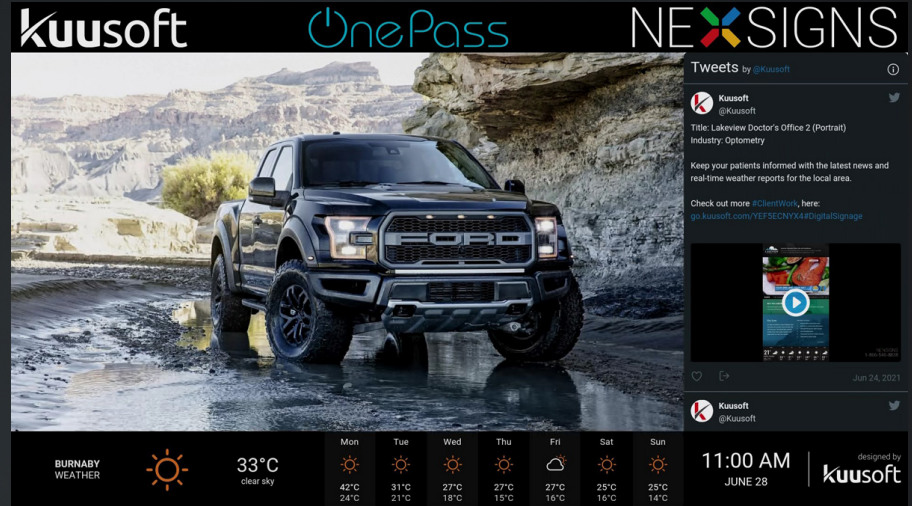 kuusoft
OnePass
NEXSIGNS
Tweets by @Kuusoft
Kuusoft
@Kuusoft
Title: Lakeview Doctor's Office 2 (Portrait)
Industry: Optometry
Keep your patients informed with the latest news and
real-time weather reports for the local area.
Check out more #ClientWork, here:
go.kuusoft.com/YEF5ECNYX4#DigitalSignage
Jun 24, 2021
Kuusoft
@Kuusoft
FORD
BURNABY
WEATHER
33°C
clear sky
Mon Tue Wed Thu Fri Sat Sun
42°C 31°C 27°C 27°C 27°C 25°C 25°C
24°C 21°C 18°C 15°C 16°C 16°C 14°C
11:00 AM
JUNE 28
designed by
kuusoft